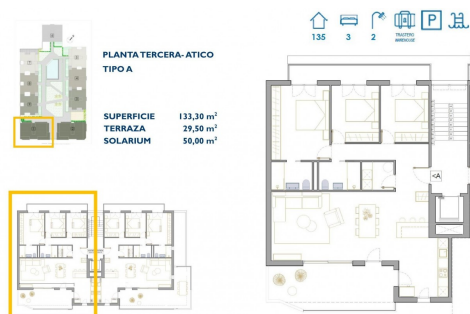 PLANTA TERCERA- ATICO
TIPO A
SUPERFICIE 133,30 m²
TERRAZA 29,50 m²
SOLARIUM 50,00 m²
135
3
2
TRASTERO
P
<A